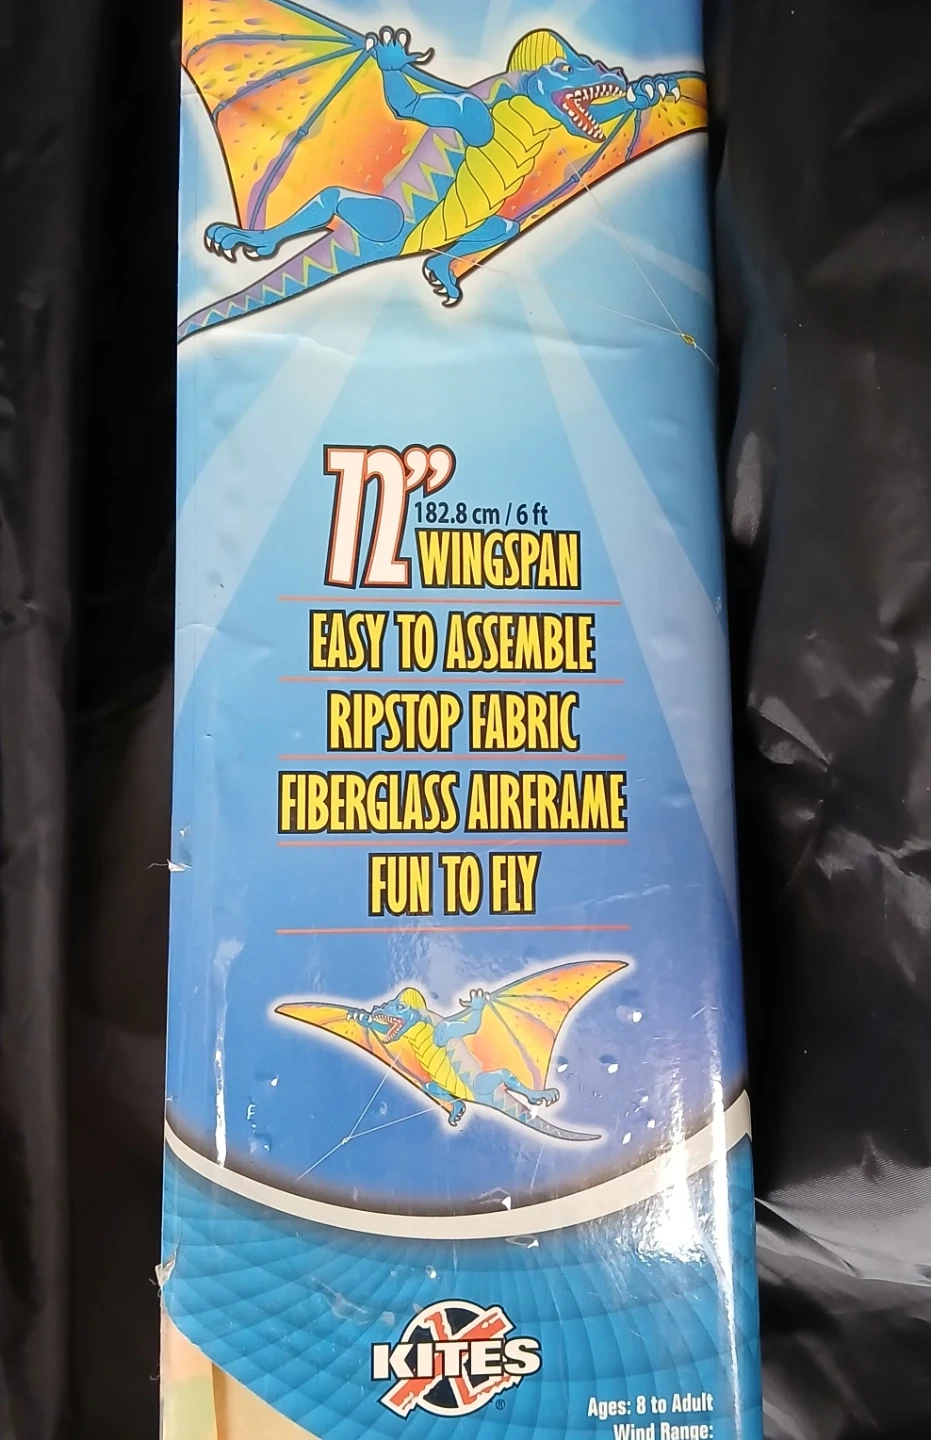 72”
182.8 cm / 6 ft
WINGSPAN
EASY TO ASSEMBLE
RIPSTOP FABRIC
FIBERGLASS AIRFRAME
FUN TO FLY
X
KITES
®
Ages: 8 to Adult
Wind Range: